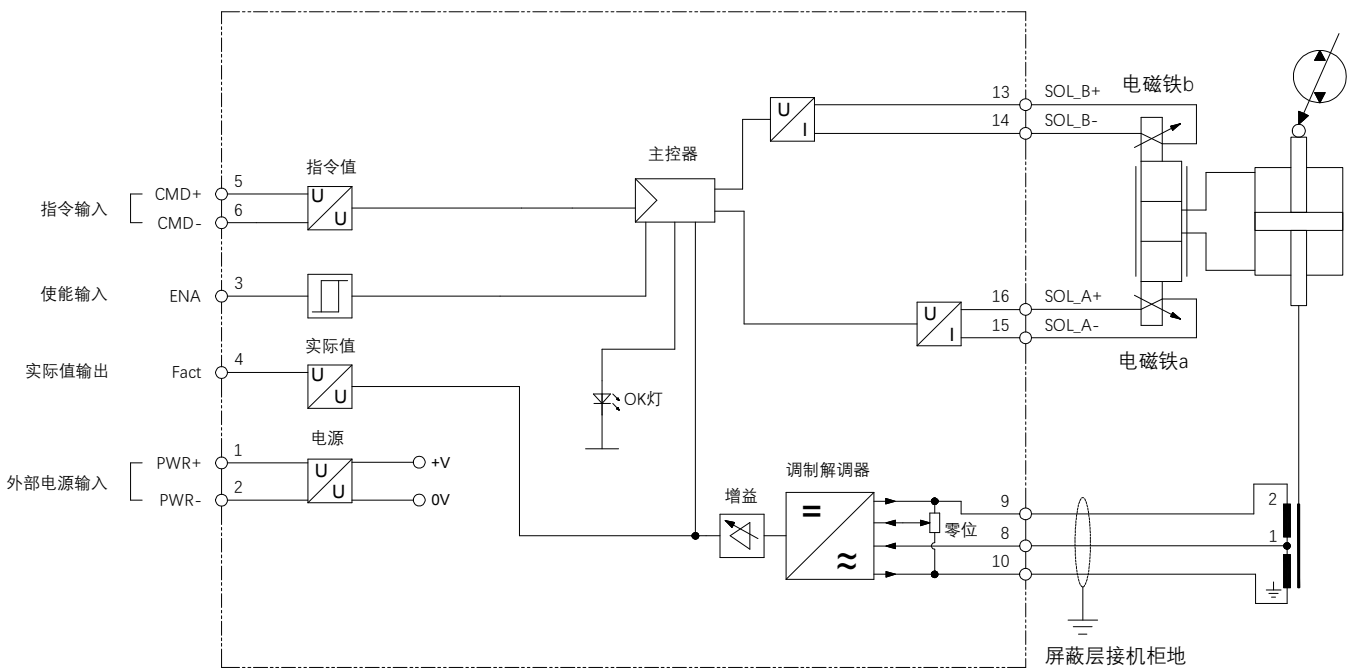 指令输入
CMD+
5
CMD-
6
指令值
U
U
主控器
U
I
13
SOL_B+
14
SOL_B-
电磁铁b
使能输入
ENA
3
16
SOL_A+
15
SOL_A-
U
I
电磁铁a
实际值输出
Fact
4
实际值
U
U
OK灯
外部电源输入
PWR+
1
PWR-
2
电源
U
U
+V
0V
增益
调制解调器
=
≈
零位
9
8
10
2
1
屏蔽层接机柜地